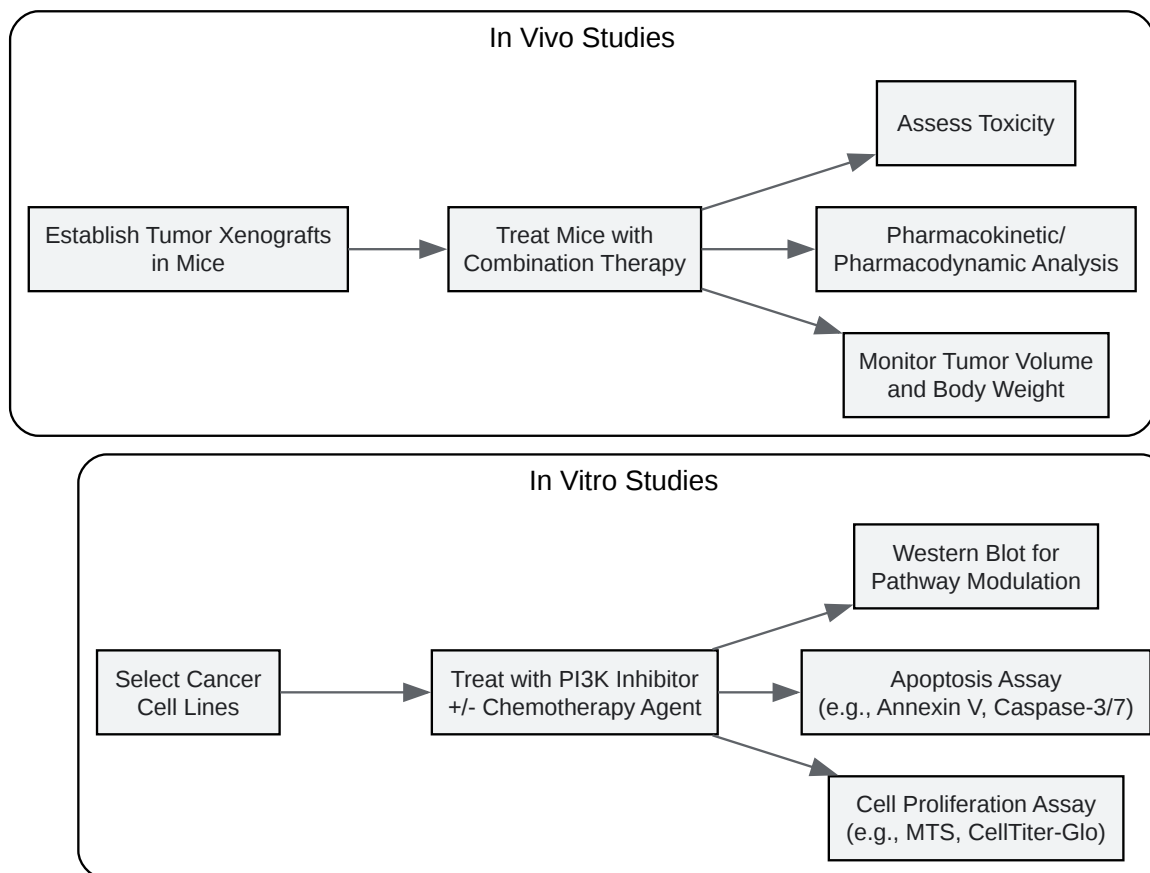 In Vivo Studies
Assess Toxicity
Establish Tumor Xenografts
in Mice
Treat Mice with
Combination Therapy
Pharmacokinetic/
Pharmacodynamic Analysis
Monitor Tumor Volume
and Body Weight
In Vitro Studies
Western Blot for
Pathway Modulation
Select Cancer
Cell Lines
Treat with PI3K Inhibitor
+/- Chemotherapy Agent
Apoptosis Assay
(e.g., Annexin V, Caspase-3/7)
Cell Proliferation Assay
(e.g., MTS, CellTiter-Glo)